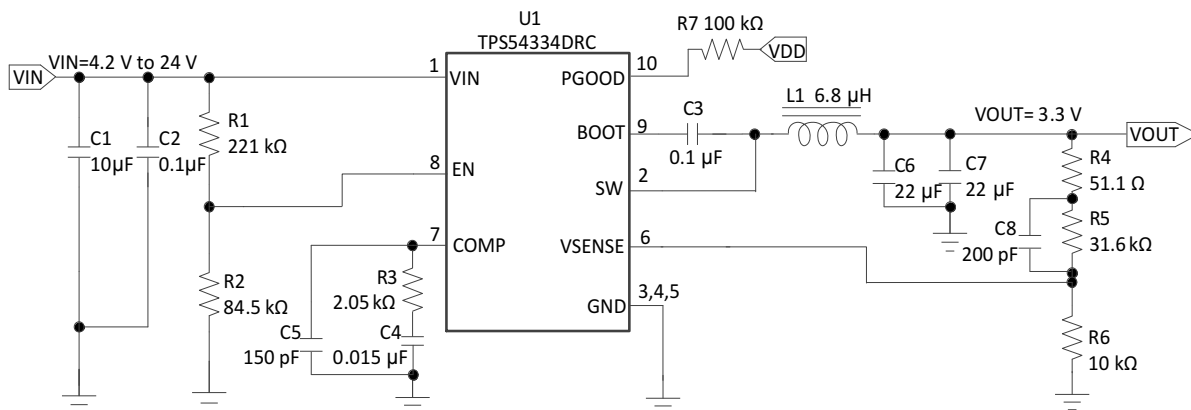 U1
TPS54334DRC
R7 100 kΩ
VDD
VIN
VIN=4.2 V to 24 V
1
VIN
PGOOD
10
C1
10µF
C2
0.1µF
R1
221 kΩ
8
EN
BOOT
9
C3
0.1 µF
L1 6.8 µH
VOUT= 3.3 V
VOUT
SW
2
C6
22 µF
C7
22 µF
R4
51.1 Ω
R5
31.6 kΩ
C8
200 pF
7
COMP
VSENSE
6
R2
84.5 kΩ
R3
2.05 kΩ
C5
150 pF
C4
0.015 µF
GND
3,4,5
R6
10 kΩ